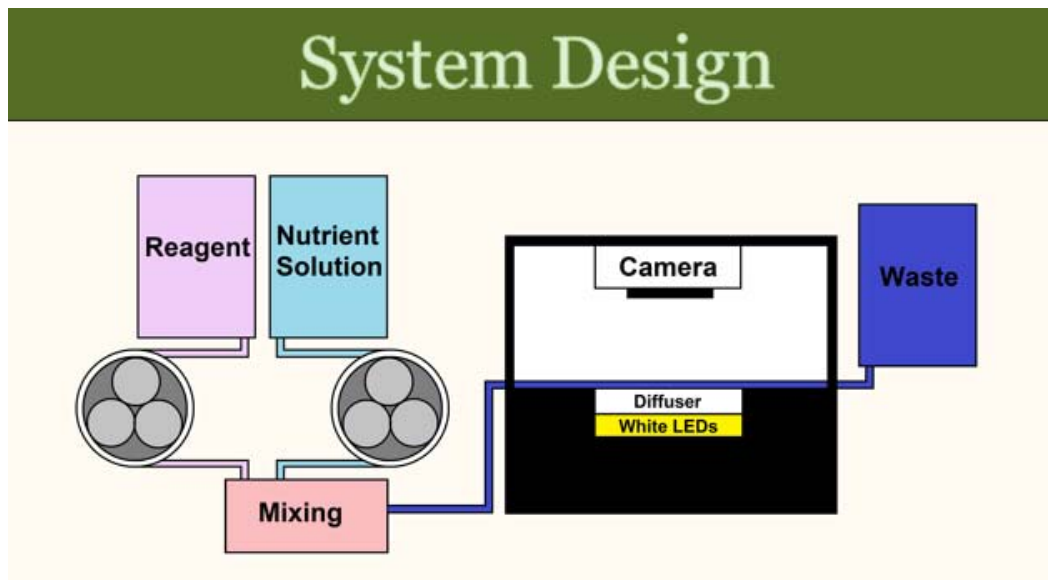 System Design
Reagent
Nutrient
Solution
Camera
Waste
Diffuser
White LEDs
Mixing